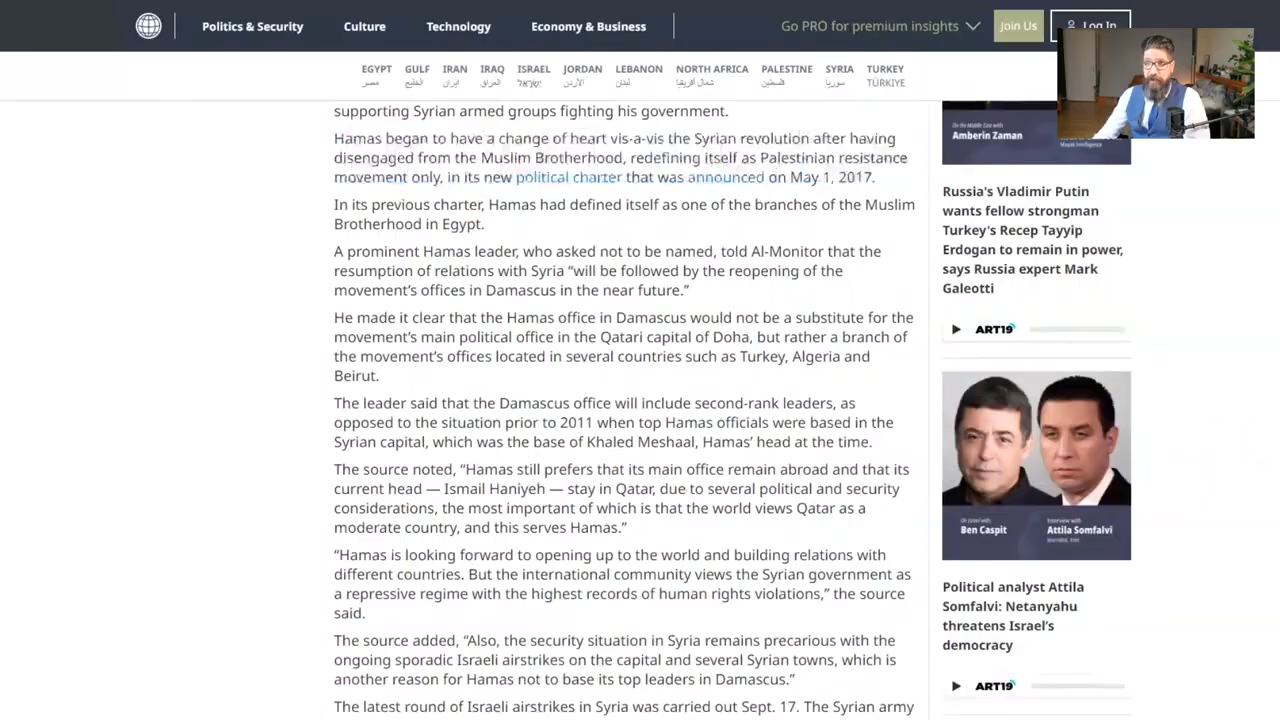 Politics & Security
Culture
Technology
Economy & Business
Go PRO for premium insights
Join Us
Log In
EGYPT
GULF
IRAN
IRAQ
ISRAEL
JORDAN
LEBANON
NORTH AFRICA
PALESTINE
SYRIA
TURKEY
مصر
الخليج
ایران
العراق
ישראל
الأردن
لبنان
شمال أفريقيا
فلسطين
سوريا
TÜRKIYE
supporting Syrian armed groups fighting his government.
Hamas began to have a change of heart vis-a-vis the Syrian revolution after having
disengaged from the Muslim Brotherhood, redefining itself as Palestinian resistance
movement only, in its new political charter that was announced on May 1, 2017.
In its previous charter, Hamas had defined itself as one of the branches of the Muslim
Brotherhood in Egypt.
A prominent Hamas leader, who asked not to be named, told Al-Monitor that the
resumption of relations with Syria “will be followed by the reopening of the
movement’s offices in Damascus in the near future.”
He made it clear that the Hamas office in Damascus would not be a substitute for the
movement’s main political office in the Qatari capital of Doha, but rather a branch of
the movement’s offices located in several countries such as Turkey, Algeria and
Beirut.
The leader said that the Damascus office will include second-rank leaders, as
opposed to the situation prior to 2011 when top Hamas officials were based in the
Syrian capital, which was the base of Khaled Meshaal, Hamas’ head at the time.
The source noted, “Hamas still prefers that its main office remain abroad and that its
current head — Ismail Haniyeh — stay in Qatar, due to several political and security
considerations, the most important of which is that the world views Qatar as a
moderate country, and this serves Hamas.”
“Hamas is looking forward to opening up to the world and building relations with
different countries. But the international community views the Syrian government as
a repressive regime with the highest records of human rights violations,” the source
said.
The source added, “Also, the security situation in Syria remains precarious with the
ongoing sporadic Israeli airstrikes on the capital and several Syrian towns, which is
another reason for Hamas not to base its top leaders in Damascus.”
The latest round of Israeli airstrikes in Syria was carried out Sept. 17. The Syrian army
On the Middle East with
Amberin Zaman
Russia's Vladimir Putin
wants fellow strongman
Turkey's Recep Tayyip
Erdogan to remain in power,
says Russia expert Mark
Galeotti
ART19
On Israel with
Ben Caspit
Interview with
Attila Somfalvi
Political analyst Attila
Somfalvi: Netanyahu
threatens Israel’s
democracy
ART19